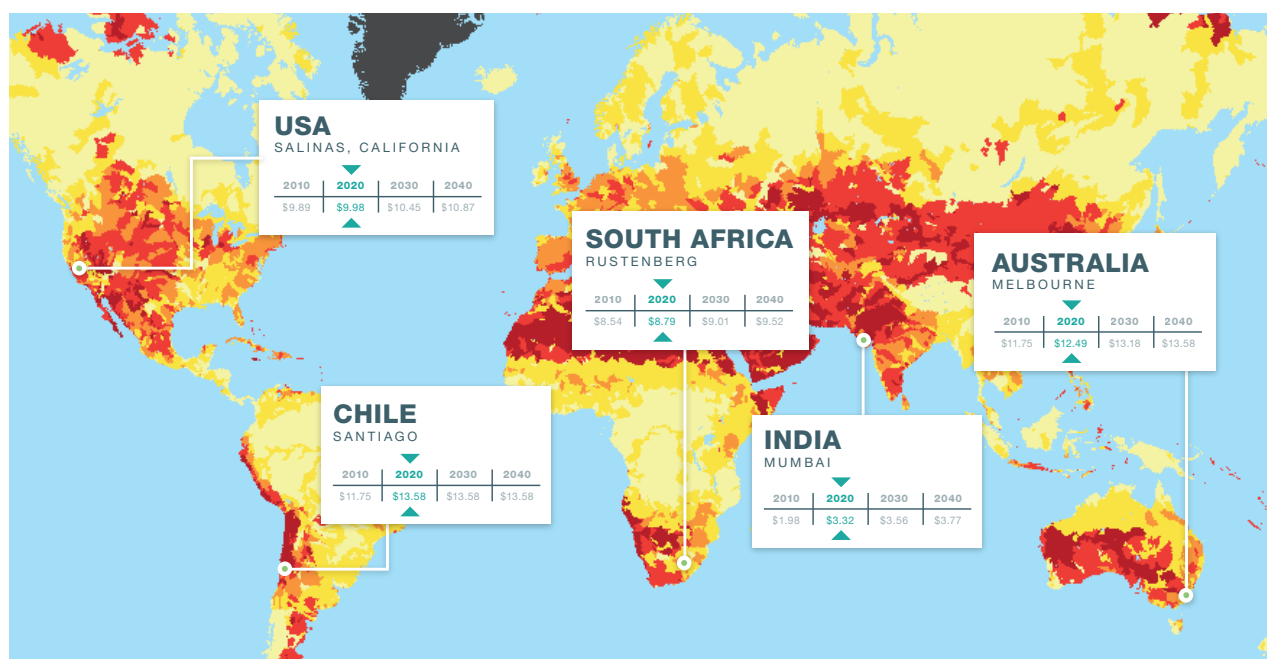 USA
SALINAS, CALIFORNIA
2010 2020 2030 2040
$9.89 $9.98 $10.45 $10.87
SOUTH AFRICA
RUSTENBERG
2010 2020 2030 2040
$8.54 $8.79 $9.01 $9.52
AUSTRALIA
MELBOURNE
2010 2020 2030 2040
$11.75 $12.49 $13.18 $13.58
CHILE
SANTIAGO
2010 2020 2030 2040
$11.75 $13.58 $13.58 $13.58
INDIA
MUMBAI
2010 2020 2030 2040
$1.98 $3.32 $3.56 $3.77